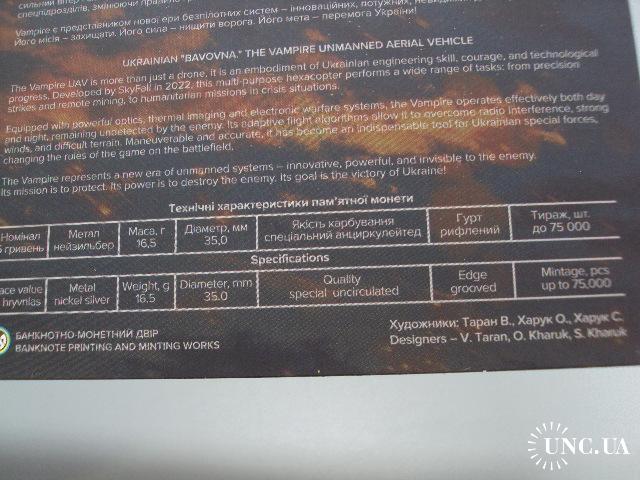 сильний вітер
спецпідрозділів, змінюючи правила
Vampire є представником нової ери безпілотних систем – інноваційних, потужних, невидимих
Його місія – захищати. Його сила – нищити ворога. Його мета – перемога України!
UKRAINIAN "BAVOVNA." THE VAMPIRE UNMANNED AERIAL VEHICLE
The Vampire UAV is more than just a drone, it is an embodiment of Ukrainian engineering skill, courage, and technological
progress. Developed by SkyFall in 2022, this multi-purpose hexacopter performs a wide range of tasks: from precision
strikes and remote mining, to humanitarian missions in crisis situations.
Equipped with powerful optics, thermal imaging and electronic warfare systems, the Vampire operates effectively both day
and night, remaining undetected by the enemy. Its adaptive flight algorithms allow it to overcome radio interference, strong
winds, and difficult terrain. Maneuverable and accurate, it has become an indispensable tool for Ukrainian special forces,
changing the rules of the game on the battlefield.
The Vampire represents a new era of unmanned systems – innovative, powerful, and invisible to the enemy.
Its mission is to protect. Its power is to destroy the enemy. Its goal is the victory of Ukraine!
Технічні характеристики пам'ятної монети
Номінал Метал Маса, г Діаметр, мм Якість карбування Гурт Тираж, шт.
5 гривень нейзильбер 16,5 35,0 спеціальний анциркулейтед рифлений до 75 000
Specifications
ace value Metal Weight, g Diameter, mm Quality Edge Mintage, pcs
hryvnias nickel silver 16.5 35.0 special uncirculated grooved up to 75,000
БАНКНОТНО-МОНЕТНИЙ ДВІР
BANKNOTE PRINTING AND MINTING WORKS
Художники: Таран В., Харук О., Харук С.
Designers – V. Taran, O. Kharuk, S. Kharuk
UNC.UA